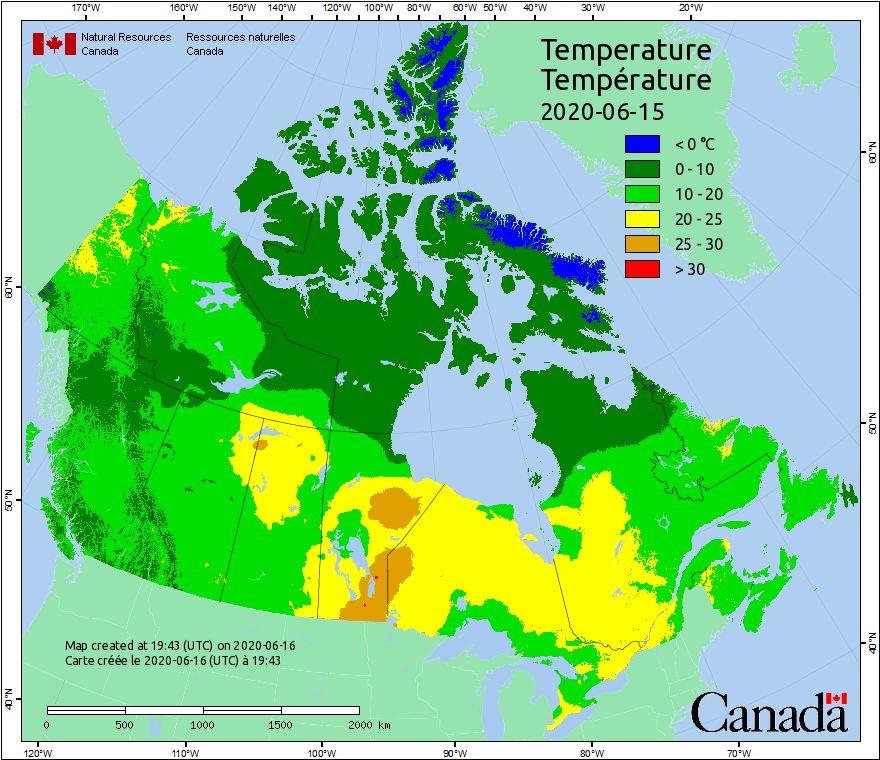 170°W 160°W 150°W 140°W 130°W 120°W 110°W 100°W 80°W 60°W 50°W 40°W 30°W 20°W
Natural Resources Ressources naturelles
Canada Canada
Temperature
Température
2020-06-15
< 0 °C
0 - 10
10 - 20
20 - 25
25 - 30
> 30
60°N
60°N
50°N
50°N
40°N
40°N
Map created at 19:43 (UTC) on 2020-06-16
Carte créée le 2020-06-16 (UTC) à 19:43
0 500 1000 1500 2000 km
Canada
120°W 110°W 100°W 90°W 80°W 70°W